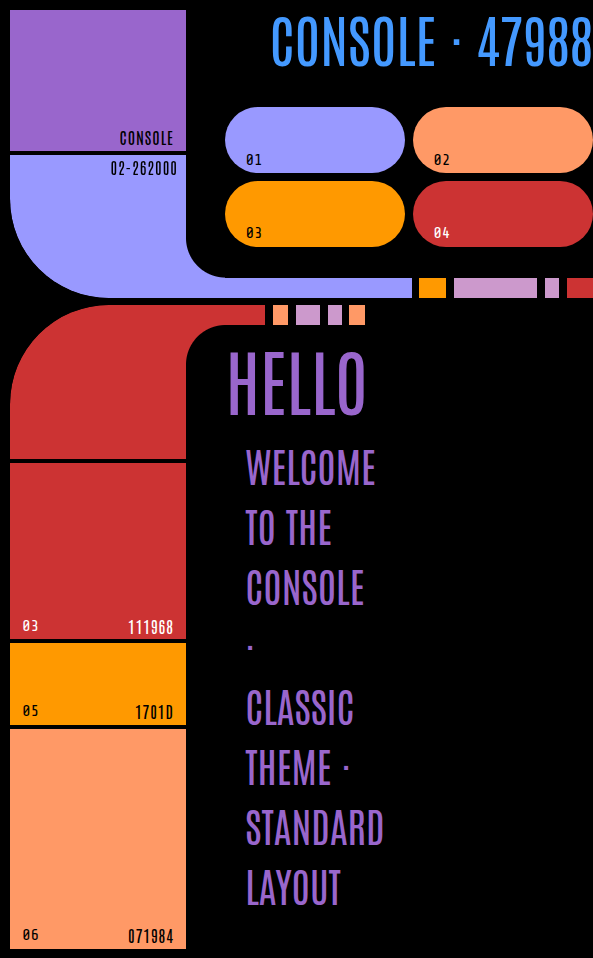 CONSOLE · 47988
CONSOLE
02-262000
01
02
03
04
HELLO
WELCOME
TO THE
CONSOLE
·
CLASSIC
THEME ·
STANDARD
LAYOUT
03 111968
05 1701D
06 071984